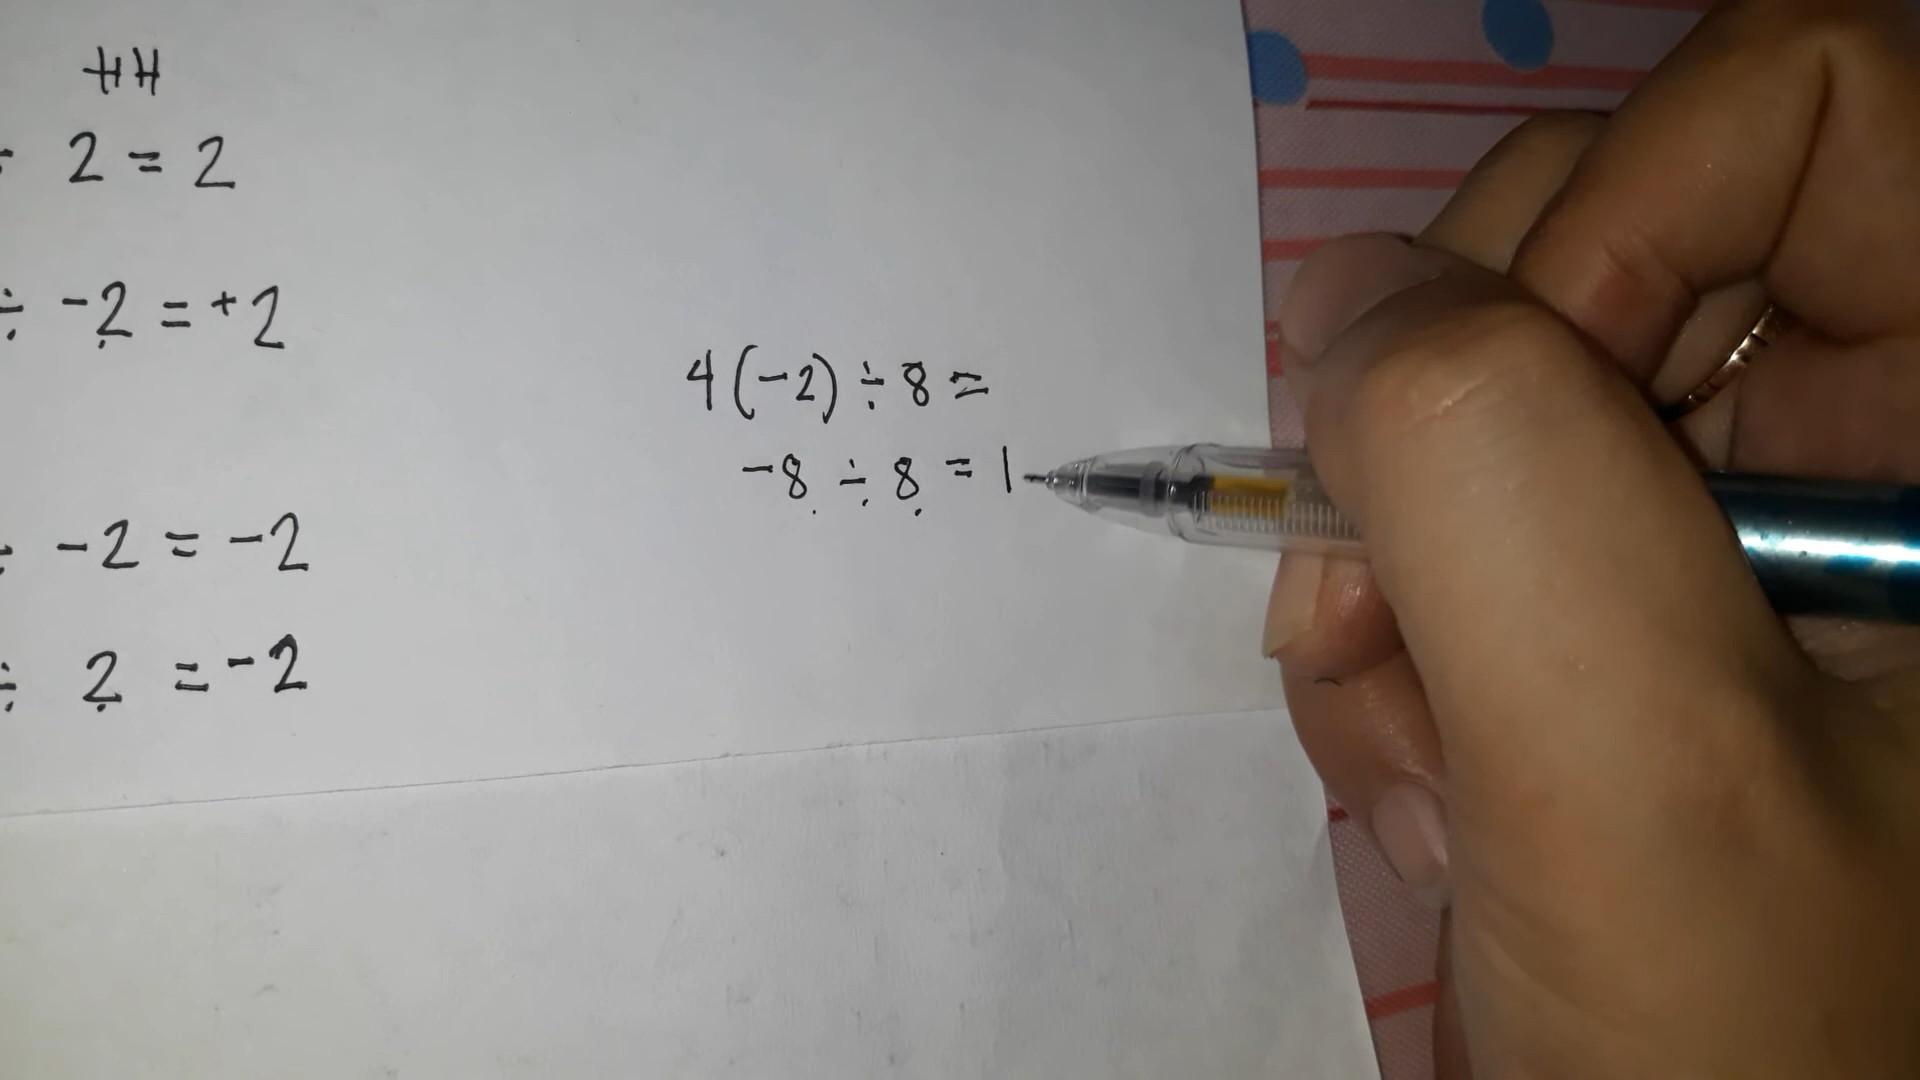 ÷ 2 = 2
÷ -2 = +2
÷ -2 = -2
÷ 2 = -2
4(-2) ÷ 8 =
-8 ÷ 8 = 1